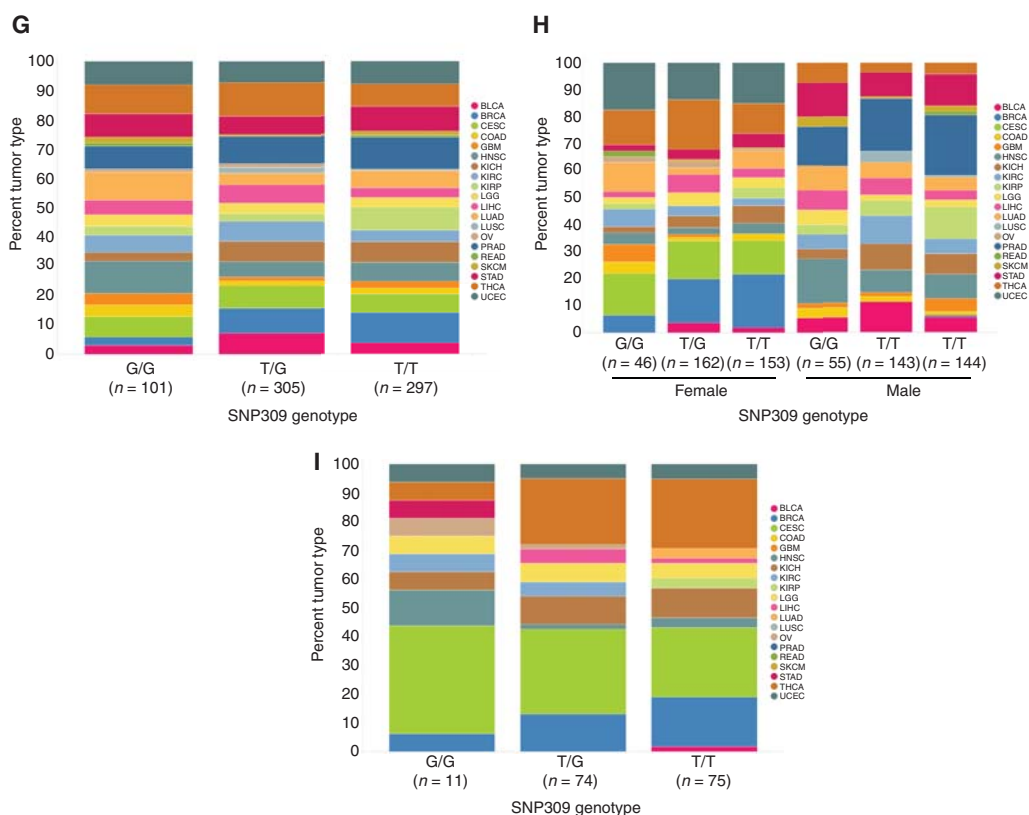 G
Percent tumor type
100
90
80
70
60
50
40
30
20
10
0
G/G
(n = 101)
T/G
(n = 305)
T/T
(n = 297)
SNP309 genotype
BLCA
BRCA
CESC
COAD
GBM
HNSC
KICH
KIRC
KIRP
LGG
LIHC
LUAD
LUSC
OV
PRAD
READ
SKCM
STAD
THCA
UCEC
H
Percent tumor type
100
90
80
70
60
50
40
30
20
10
0
G/G
(n = 46)
T/G
(n = 162)
T/T
(n = 153)
G/G
(n = 55)
T/T
(n = 143)
T/T
(n = 144)
Female
Male
SNP309 genotype
BLCA
BRCA
CESC
COAD
GBM
HNSC
KICH
KIRC
KIRP
LGG
LIHC
LUAD
LUSC
OV
PRAD
READ
SKCM
STAD
THCA
UCEC
I
Percent tumor type
100
90
80
70
60
50
40
30
20
10
0
G/G
(n = 11)
T/G
(n = 74)
T/T
(n = 75)
SNP309 genotype
BLCA
BRCA
CESC
COAD
GBM
HNSC
KICH
KIRC
KIRP
LGG
LIHC
LUAD
LUSC
OV
PRAD
READ
SKCM
STAD
THCA
UCEC